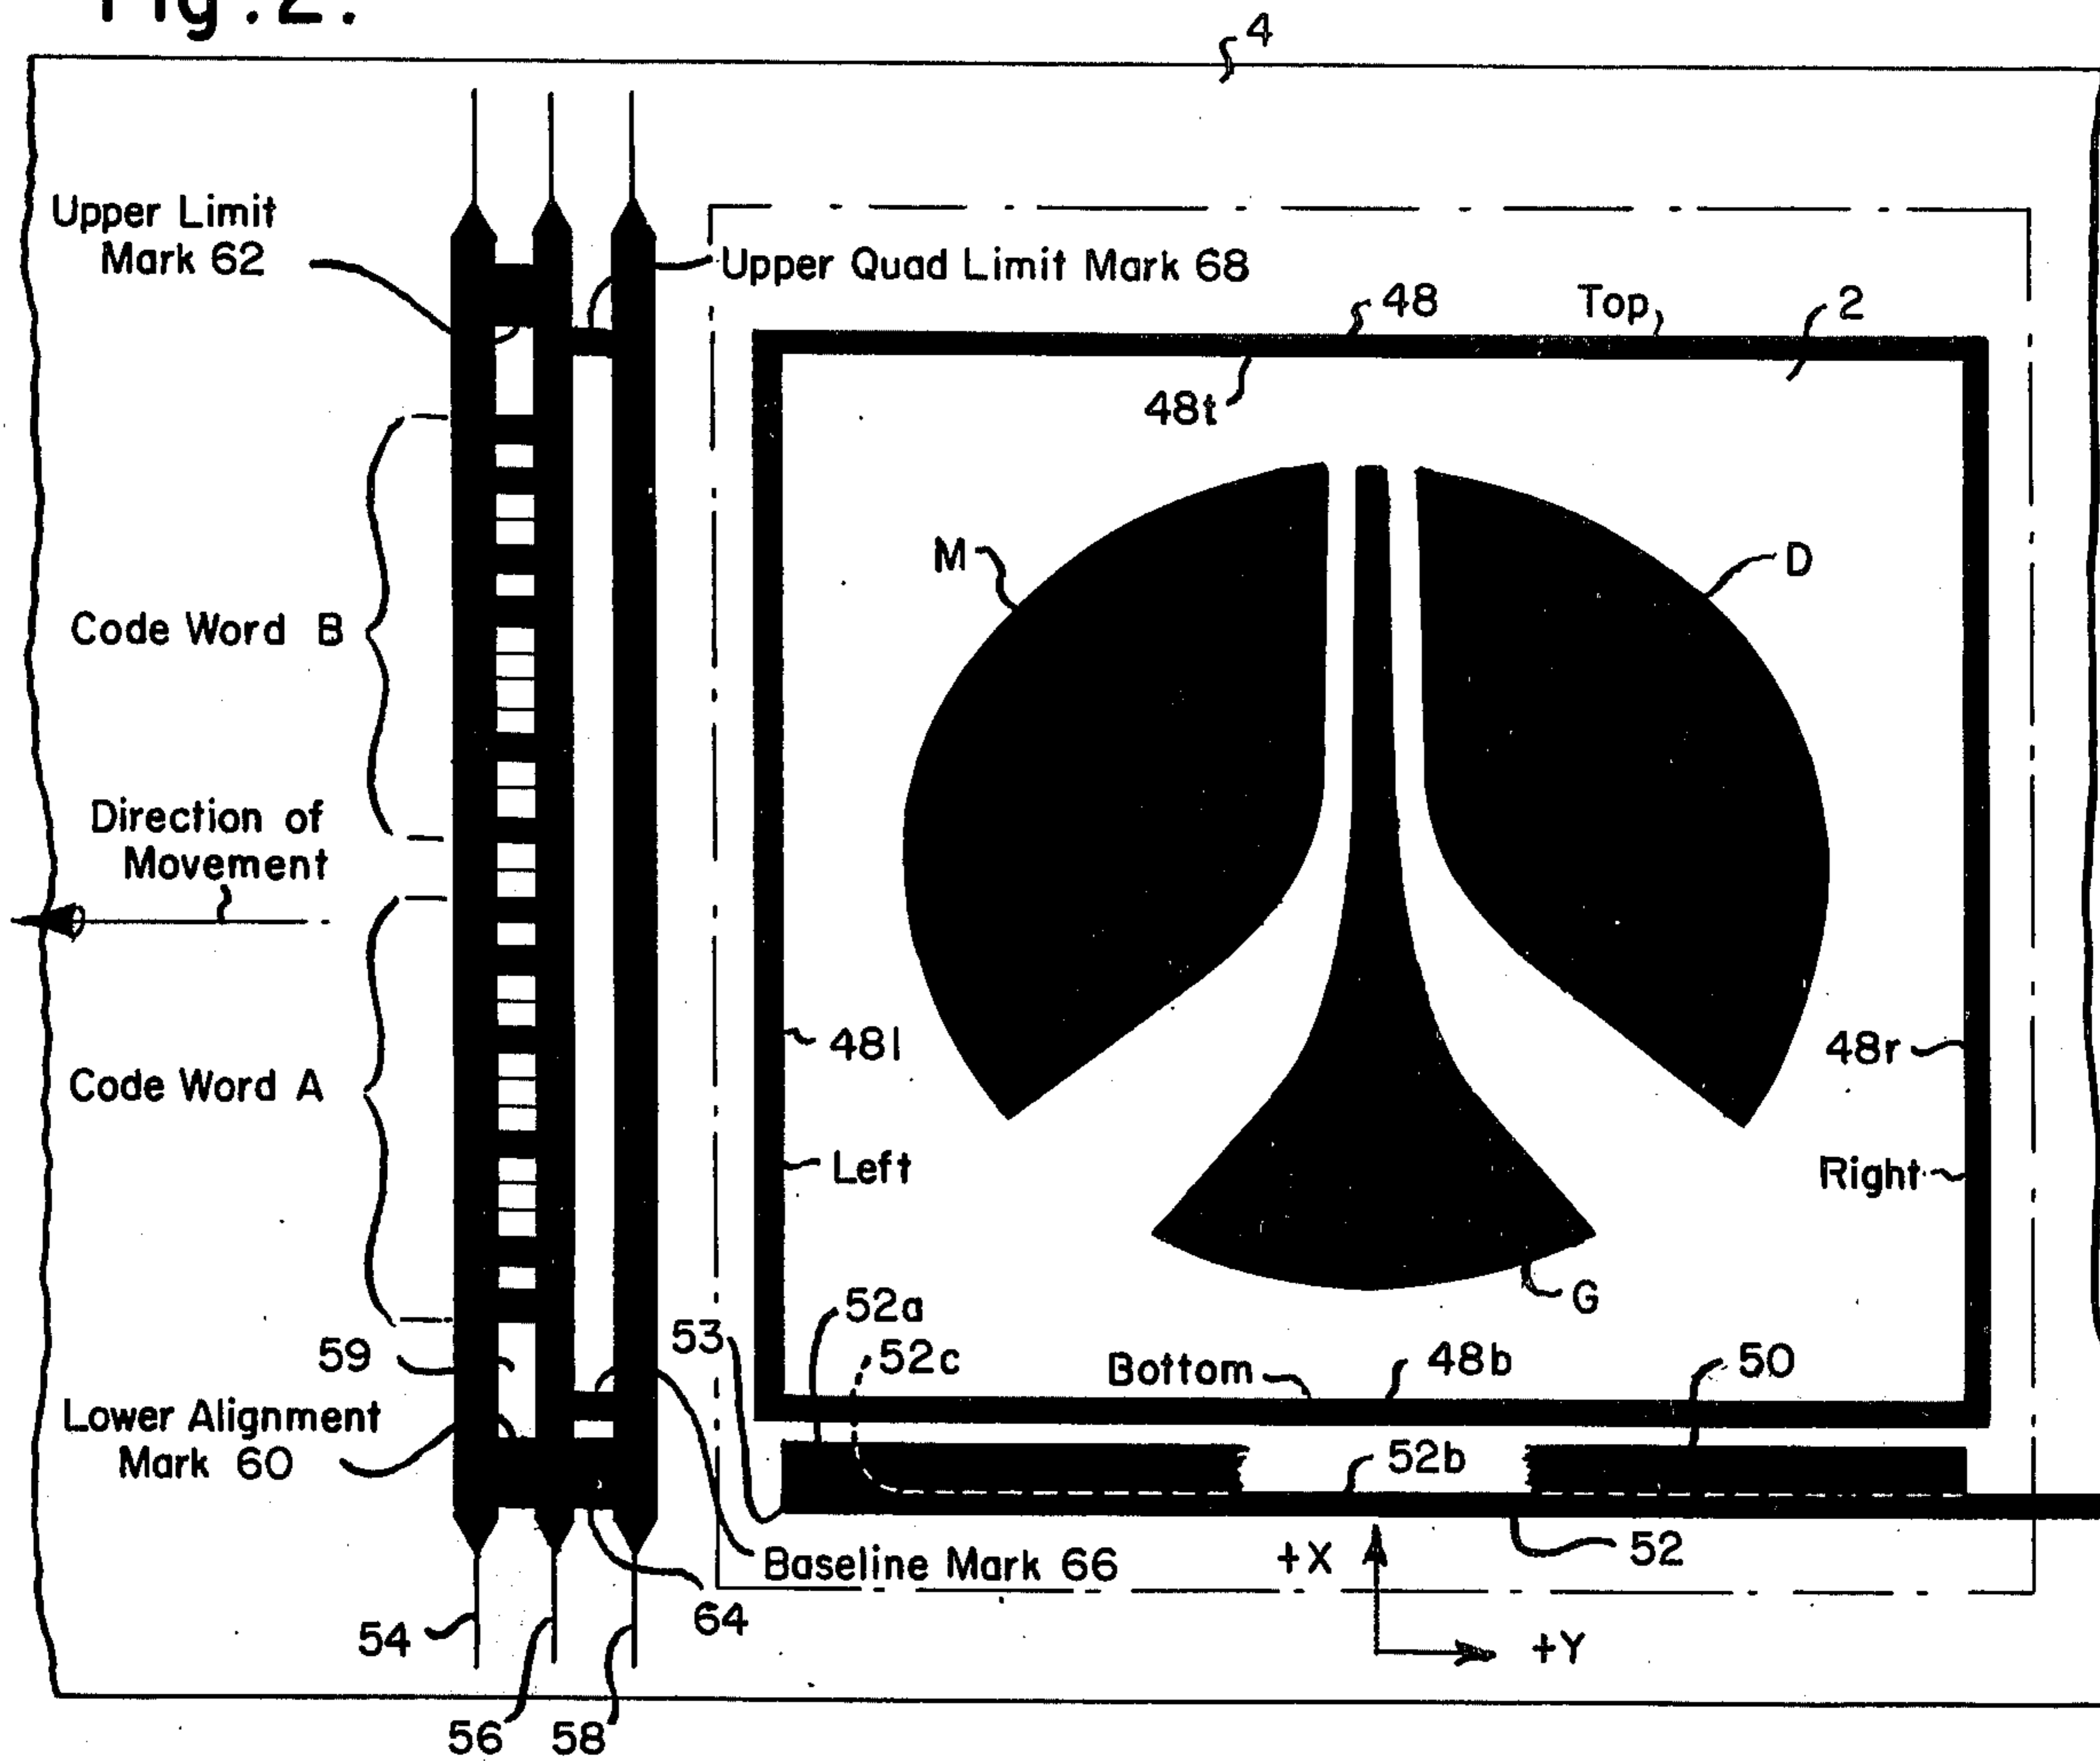 Fig.2.
4
Upper Limit
Mark 62
Upper Quad Limit Mark 68
48
Top
2
48t
M
D
Code Word B
Direction of
Movement
48l
48r
Code Word A
Left
Right
G
52a
53
52c
59
Bottom
48b
50
Lower Alignment
Mark 60
52b
Baseline Mark 66
+X
52
64
54
+Y
56
58